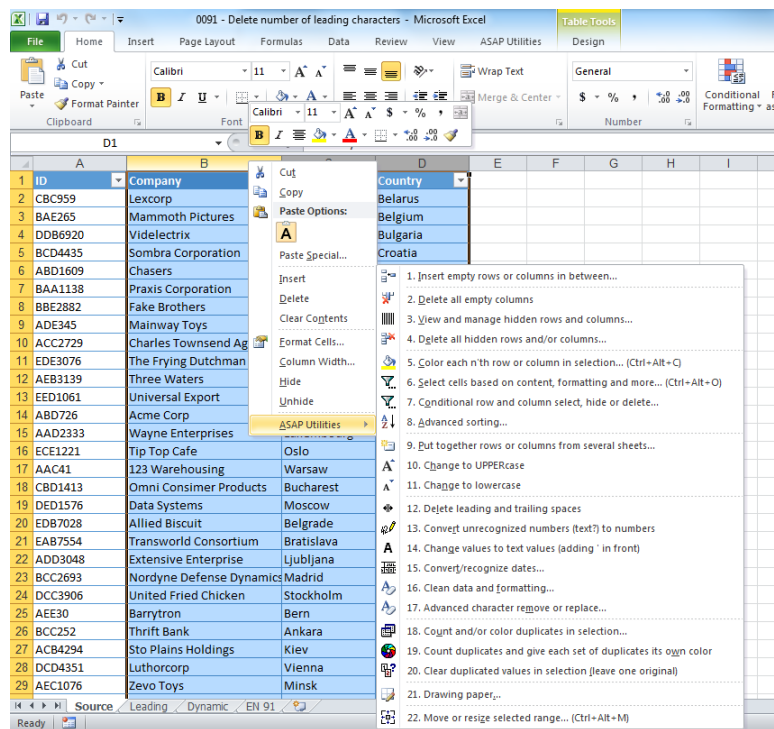 0091 - Delete number of leading characters - Microsoft Excel
Table Tools
File Home Insert Page Layout Formulas Data Review View ASAP Utilities Design
Cut
Copy
Format Painter
Paste
Clipboard
Calibri 11
B I U
Font
Wrap Text
Merge & Center
General
$ % ,
Number
Conditional
Formatting
Calibri 11 A A $ % ,
B I A
D1
A B D E F G H I
1 ID Company Country
2 CBC959 Lexcorp Belarus
3 BAE265 Mammoth Pictures Belgium
4 DDB6920 Videlectrix Bulgaria
5 BCD4435 Sombra Corporation Croatia
6 ABD1609 Chasers
7 BAA1138 Praxis Corporation
8 BBE2882 Fake Brothers
9 ADE345 Mainway Toys
10 ACC2729 Charles Townsend Ag
11 EDE3076 The Frying Dutchman
12 AEB3139 Three Waters
13 EED1061 Universal Export
14 ABD726 Acme Corp
15 AAD2333 Wayne Enterprises
16 ECE1221 Tip Top Cafe Oslo
17 AAC41 123 Warehousing Warsaw
18 CBD1413 Omni Consimer Products Bucharest
19 DED1576 Data Systems Moscow
20 EDB7028 Allied Biscuit Belgrade
21 EAB7554 Transworld Consortium Bratislava
22 ADD3048 Extensive Enterprise Ljubljana
23 BCC2693 Nordyne Defense Dynamics Madrid
24 DCC3906 United Fried Chicken Stockholm
25 AEE30 Barrytron Bern
26 BCC252 Thrift Bank Ankara
27 ACB4294 Sto Plains Holdings Kiev
28 DCD4351 Luthorcorp Vienna
29 AEC1076 Zevo Toys Minsk
Cut
Copy
Paste Options:
A
Paste Special...
Insert
Delete
Clear Contents
Format Cells...
Column Width...
Hide
Unhide
ASAP Utilities
1. Insert empty rows or columns in between...
2. Delete all empty columns
3. View and manage hidden rows and columns...
4. Delete all hidden rows and/or columns...
5. Color each n'th row or column in selection... (Ctrl+Alt+C)
6. Select cells based on content, formatting and more... (Ctrl+Alt+O)
7. Conditional row and column select, hide or delete...
8. Advanced sorting...
9. Put together rows or columns from several sheets...
10. Change to UPPERcase
11. Change to lowercase
12. Delete leading and trailing spaces
13. Convert unrecognized numbers (text?) to numbers
14. Change values to text values (adding ' in front)
15. Convert/recognize dates...
16. Clean data and formatting...
17. Advanced character remove or replace...
18. Count and/or color duplicates in selection...
19. Count duplicates and give each set of duplicates its own color
20. Clear duplicated values in selection (leave one original)
21. Drawing paper...
22. Move or resize selected range... (Ctrl+Alt+M)
Source Leading Dynamic EN 91
Ready